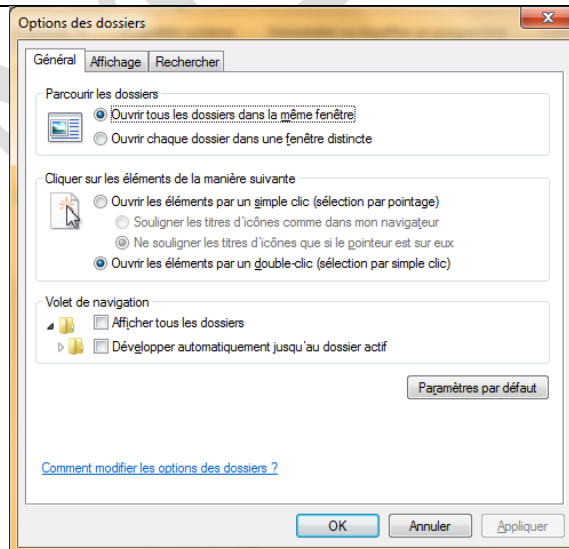 Options des dossiers
Général Affichage Rechercher
Parcourir les dossiers
Ouvrir tous les dossiers dans la même fenêtre
Ouvrir chaque dossier dans une fenêtre distincte
Cliquer sur les éléments de la manière suivante
Ouvrir les éléments par un simple clic (sélection par pointage)
Souligner les titres d'icônes comme dans mon navigateur
Ne souligner les titres d'icônes que si le pointeur est sur eux
Ouvrir les éléments par un double-clic (sélection par simple clic)
Volet de navigation
Afficher tous les dossiers
Développer automatiquement jusqu'au dossier actif
Paramètres par défaut
Comment modifier les options des dossiers ?
OK Annuler Appliquer